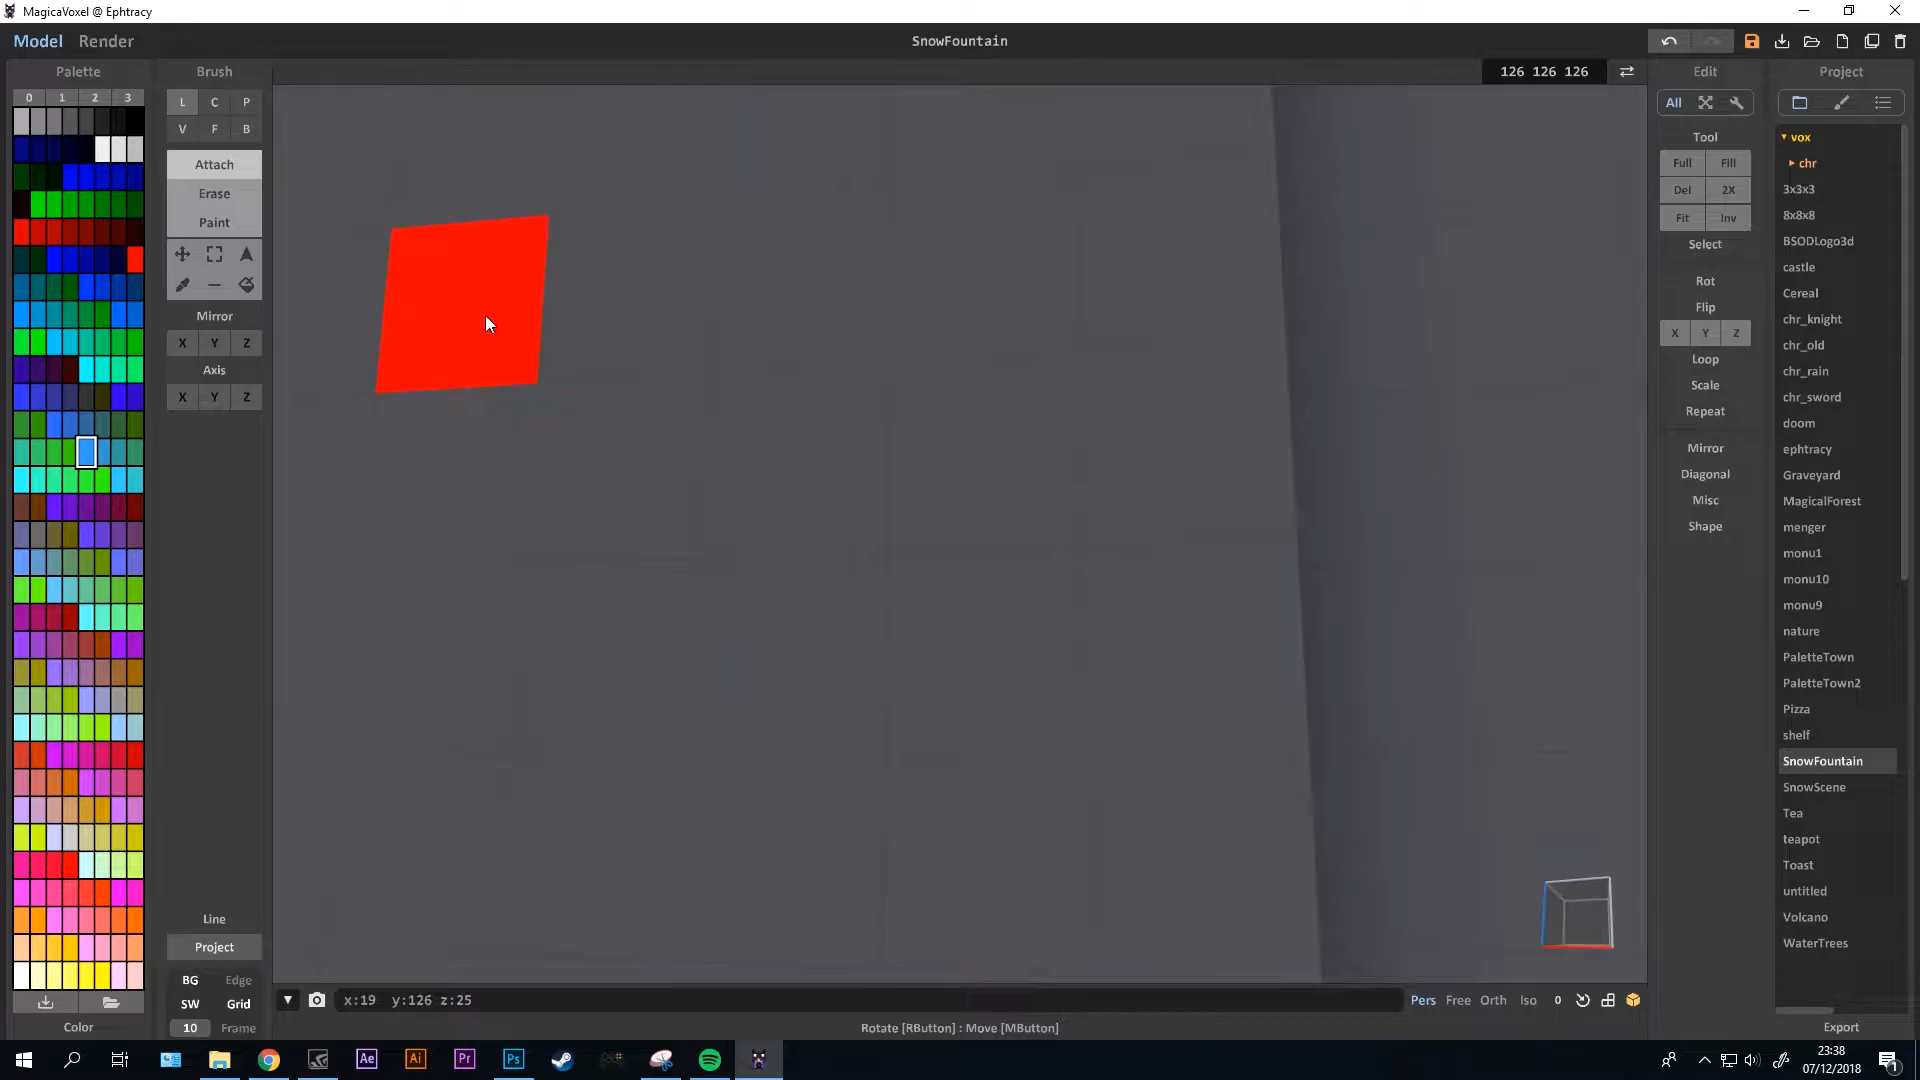 MagicaVoxel @ Ephtracy
Model Render
SnowFountain
Palette
0 1 2 3
Color
Brush
L C P
V F B
Attach
Erase
Paint
Mirror
X Y Z
Axis
X Y Z
Line
Project
BG Edge
SW Grid
10 Frame
126 126 126
x:19 y:126 z:25
Pers Free Orth Iso 0
Rotate [RButton] : Move [MButton]
Edit
All
Tool
Full Fill
Del 2X
Fit Inv
Select
Rot
Flip
X Y Z
Loop
Scale
Repeat
Mirror
Diagonal
Misc
Shape
Project
vox
chr
3x3x3
8x8x8
BSODLogo3d
castle
Cereal
chr_knight
chr_old
chr_rain
chr_sword
doom
ephtracy
Graveyard
MagicalForest
menger
monu1
monu10
monu9
nature
PaletteTown
PaletteTown2
Pizza
shelf
SnowFountain
SnowScene
Tea
teapot
Toast
untitled
Volcano
WaterTrees
Export
Ae Ai Pr Ps
23:38
07/12/2018
1